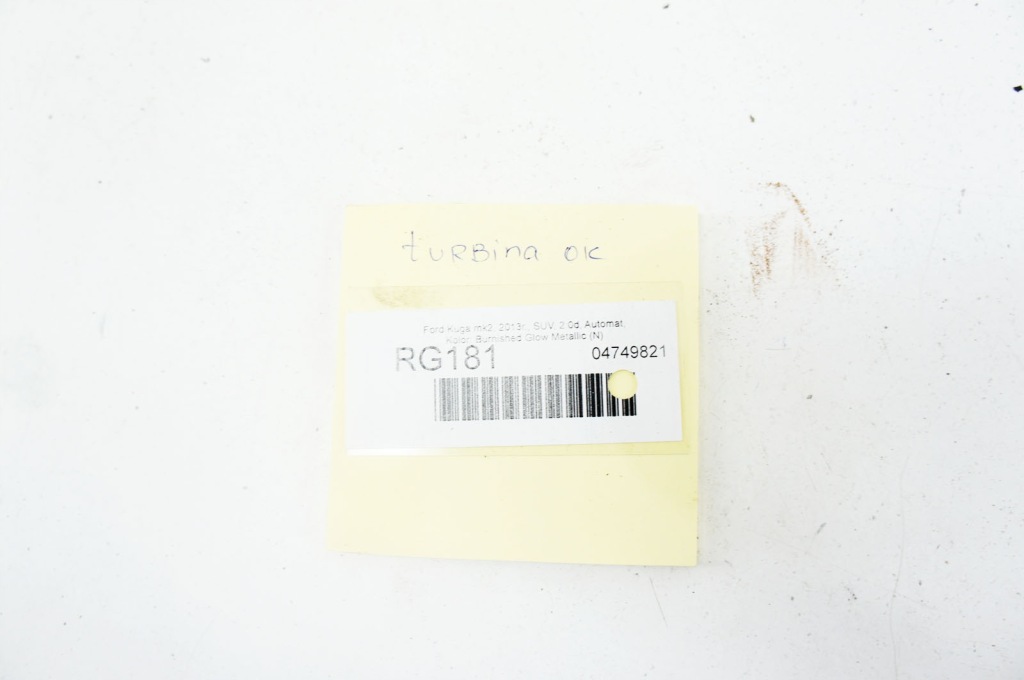 turbina ok
Ford Kuga mk2, 2013r., SUV, 2.0d, Automat,
Kolor: Burnished Glow Metallic (N)
RG181 04749821